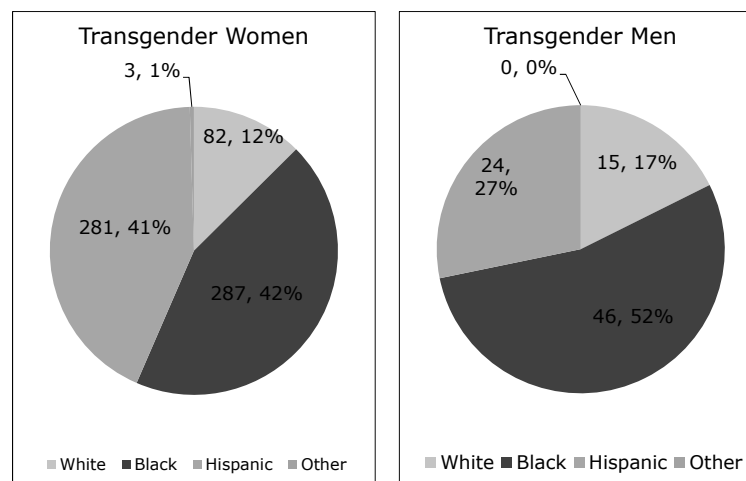 Transgender Women
3, 1%
82, 12%
281, 41%
287, 42%
White Black Hispanic Other
Transgender Men
0, 0%
24,
27%
15, 17%
46, 52%
White Black Hispanic Other